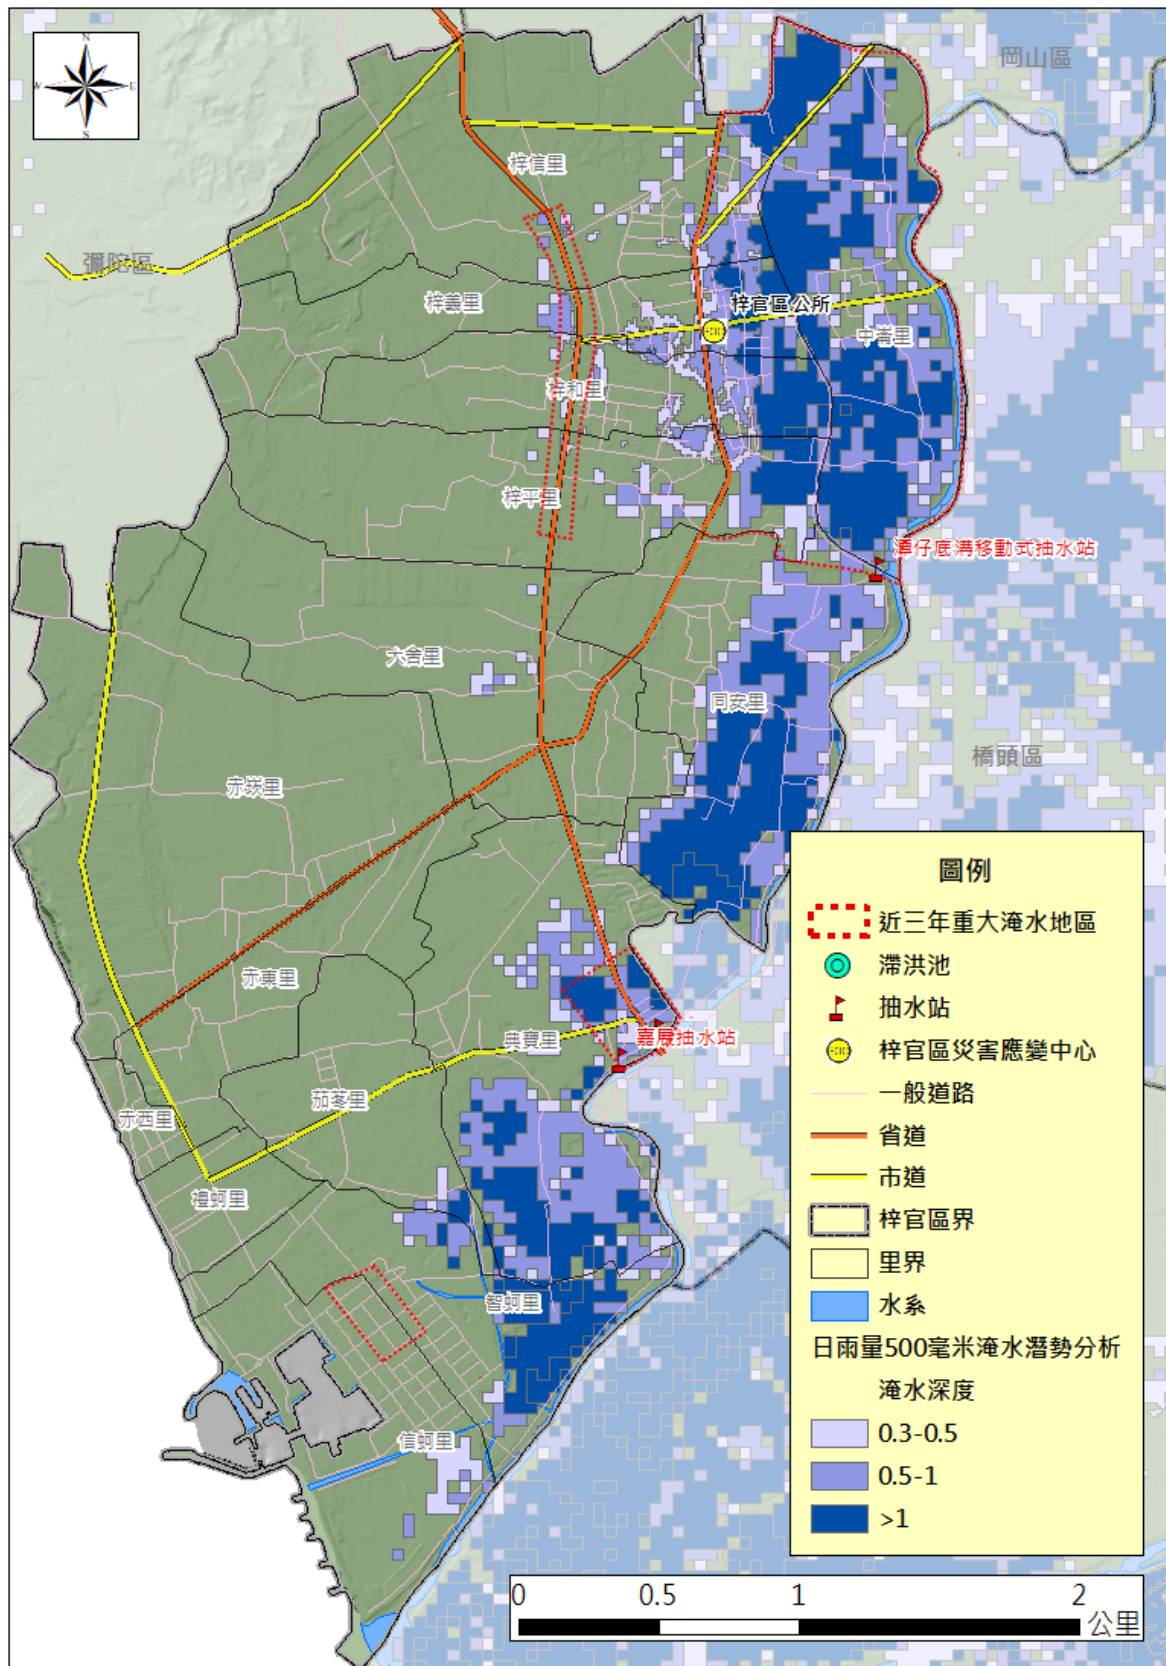 N
W
E
S
岡山區
梓信里
彌陀區
梓義里
梓官區公所
中崙里
梓和里
梓平里
潭仔底溝移動式抽水站
六舍里
同安里
橋頭區
赤崁里
赤東里
典寶里
嘉展抽水站
茄苳里
赤西里
禮蚵里
智蚵里
信蚵里
圖例
近三年重大淹水地區
滯洪池
抽水站
梓官區災害應變中心
一般道路
省道
市道
梓官區界
里界
水系
日雨量500毫米淹水潛勢分析
淹水深度
0.3-0.5
0.5-1
>1
0 0.5 1 2
公里